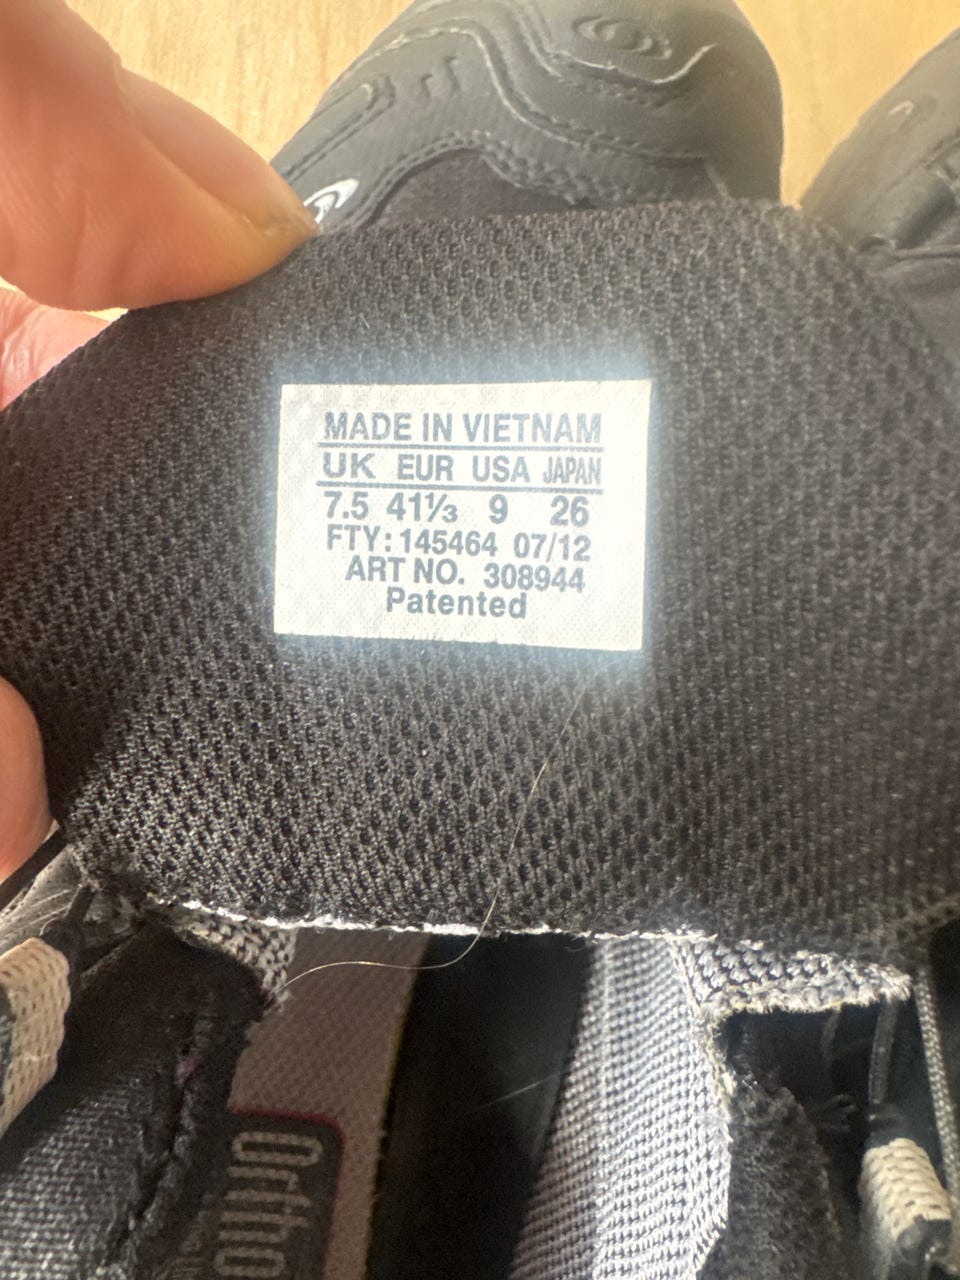 MADE IN VIETNAM
UK EUR USA JAPAN
7.5 41⅓ 9 26
FTY: 145464 07/12
ART NO. 308944
Patented
Ortho